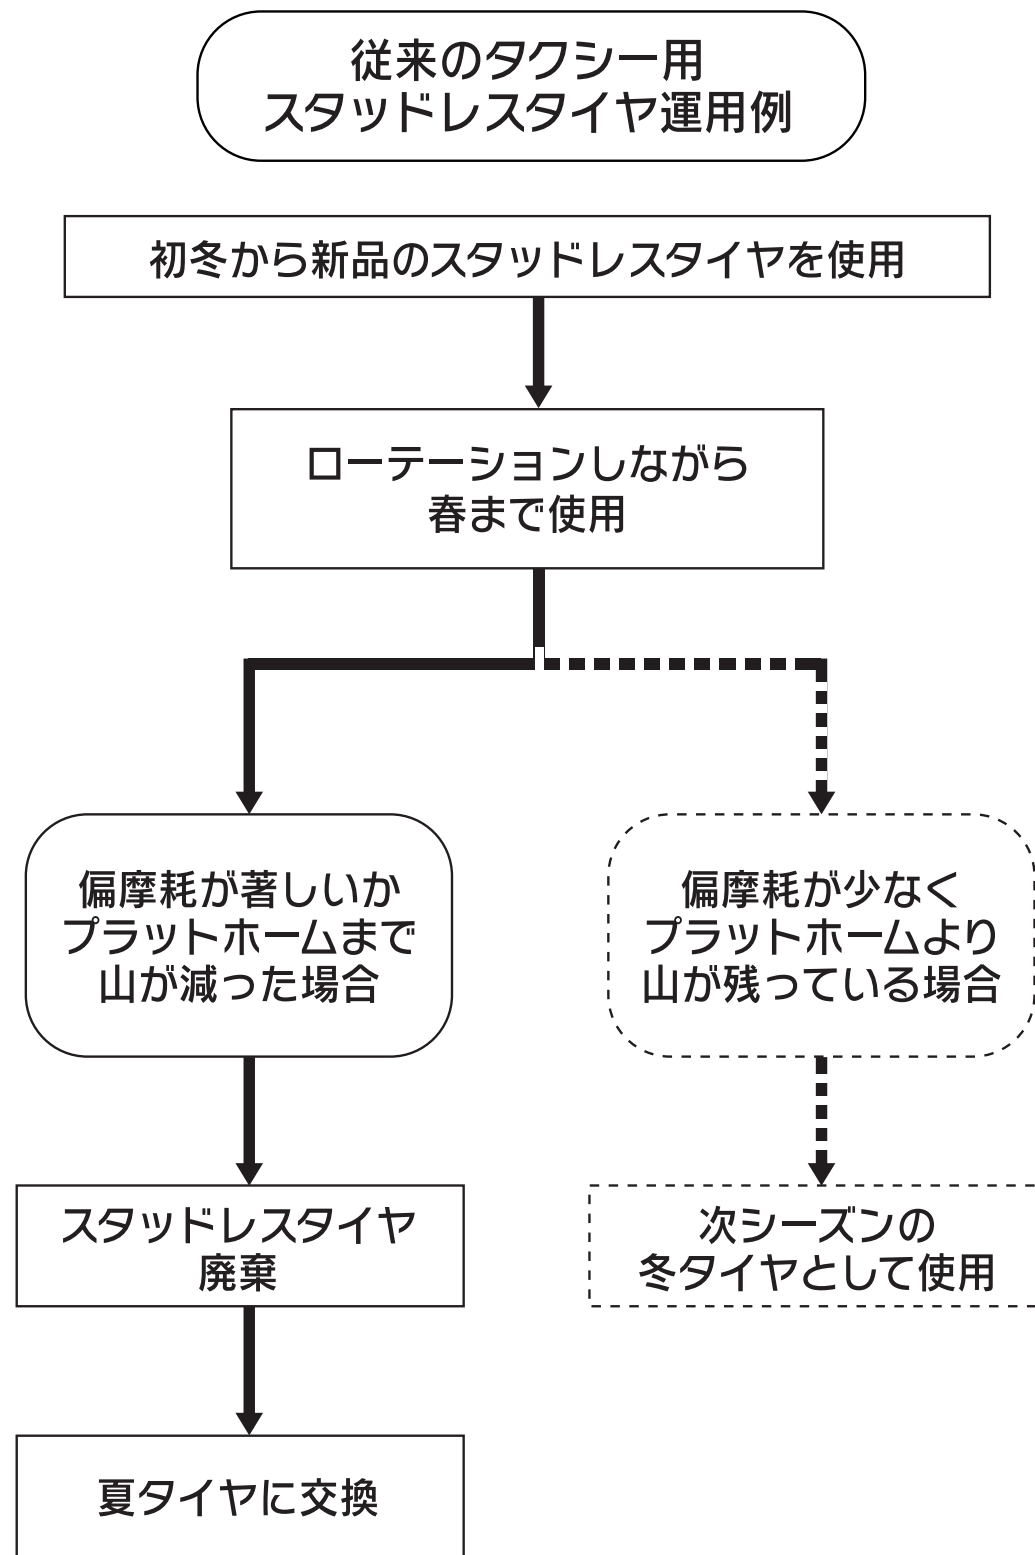 従来のタクシー用
スタッドレスタイヤ運用例
初冬から新品のスタッドレスタイヤを使用
ローテーションしながら
春まで使用
偏摩耗が著しいか
プラットホームまで
山が減った場合
偏摩耗が少なく
プラットホームより
山が残っている場合
スタッドレスタイヤ
廃棄
次シーズンの
冬タイヤとして使用
夏タイヤに交換